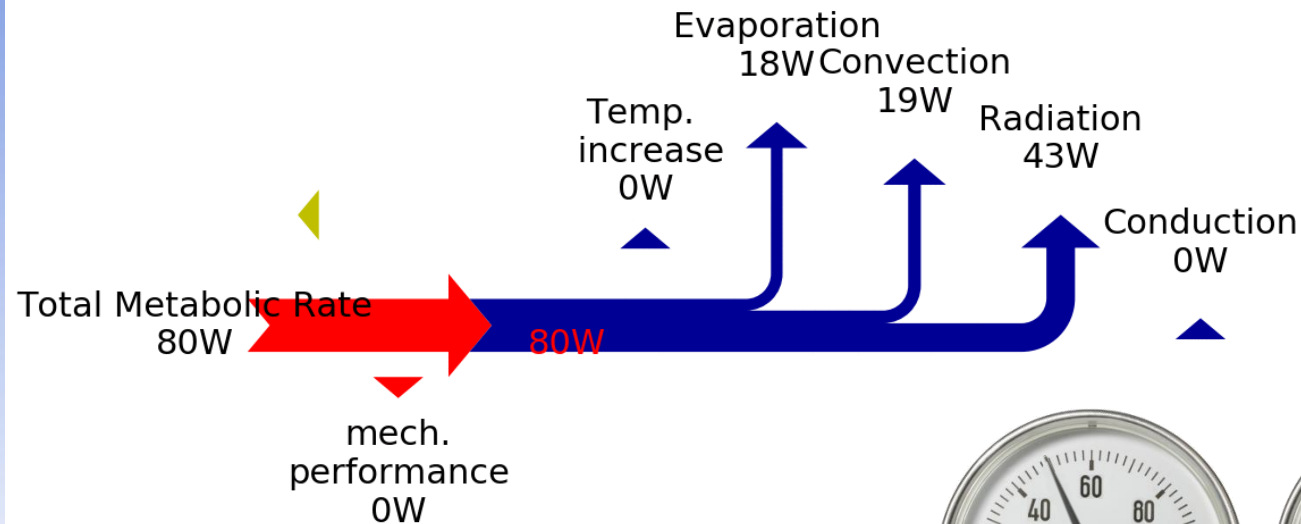 Evaporation
18W
Convection
19W
Temp.
increase
0W
Radiation
43W
Conduction
0W
Total Metabolic Rate
80W
80W
mech.
performance
0W
40
60
80